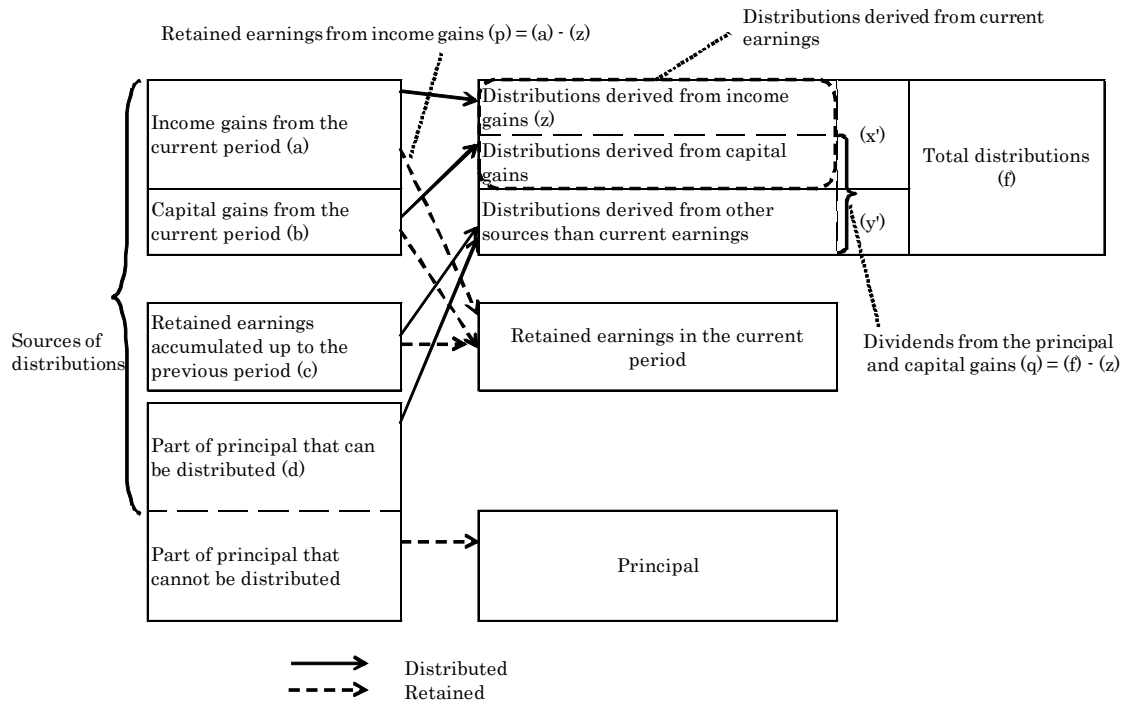 Distributions derived from current
earnings
Retained earnings from income gains (p) = (a) - (z)
Income gains from the
current period (a)
Distributions derived from income
gains (z)
Distributions derived from capital
gains
(x')
Total distributions
(f)
Capital gains from the
current period (b)
Distributions derived from other
sources than current earnings
(y')
Sources of
distributions
Retained earnings
accumulated up to the
previous period (c)
Retained earnings in the current
period
Dividends from the principal
and capital gains (q) = (f) - (z)
Part of principal that can
be distributed (d)
Part of principal that
cannot be distributed
Principal
Distributed
Retained